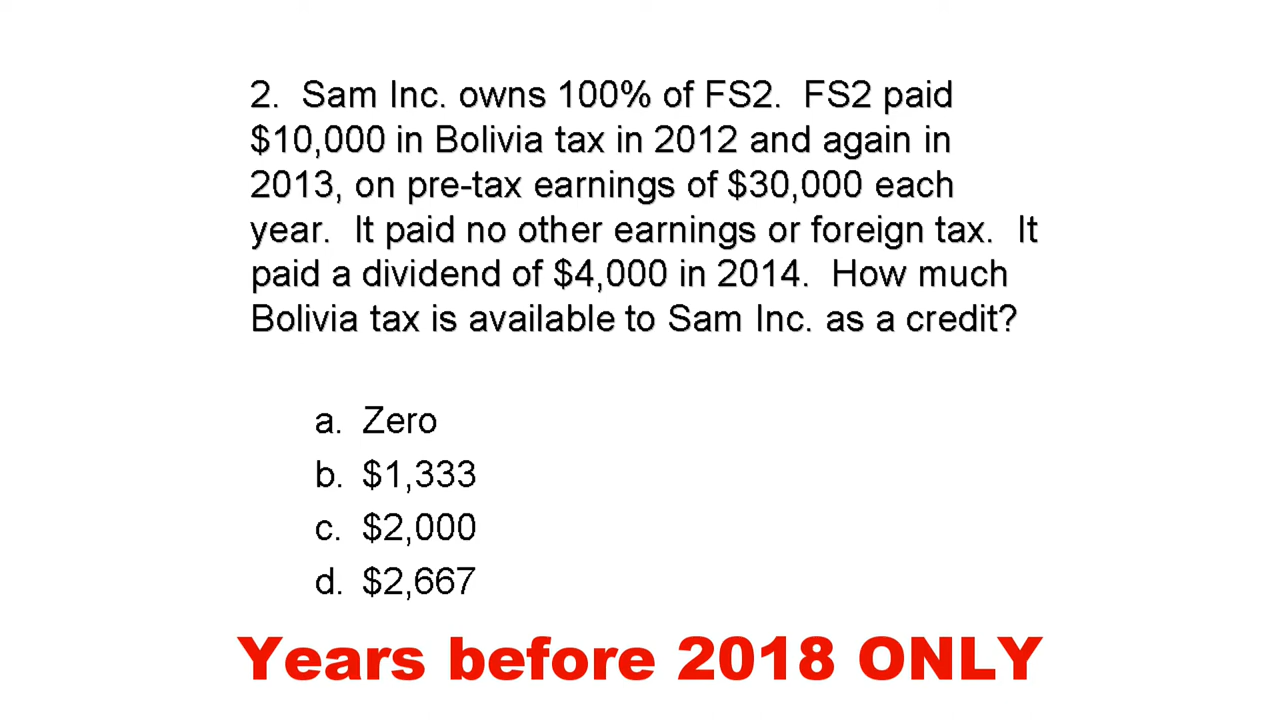 2. Sam Inc. owns 100% of FS2. FS2 paid
$10,000 in Bolivia tax in 2012 and again in
2013, on pre-tax earnings of $30,000 each
year. It paid no other earnings or foreign tax. It
paid a dividend of $4,000 in 2014. How much
Bolivia tax is available to Sam Inc. as a credit?
a. Zero
b. $1,333
c. $2,000
d. $2,667
Years before 2018 ONLY